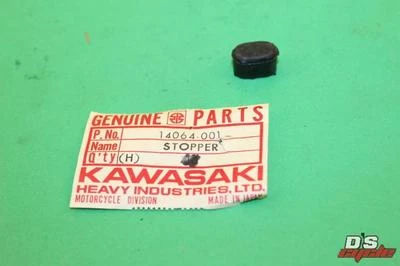 GENUINE PARTS
P. No. 14064-001-
Name STOPPER
Q'ty (H)
KAWASAKI
HEAVY INDUSTRIES, LTD.
MOTORCYCLE DIVISION MADE IN JAPAN
D'S
cycle